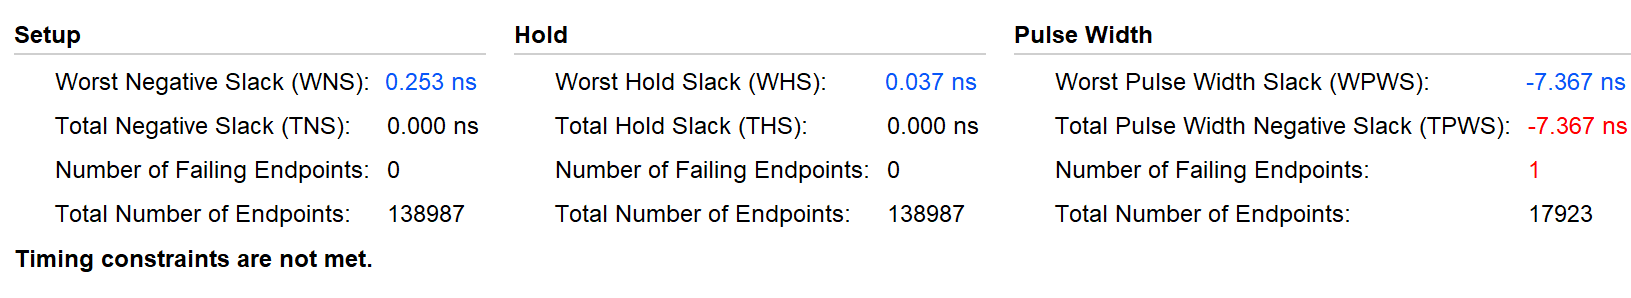 Setup
Worst Negative Slack (WNS): 0.253 ns
Total Negative Slack (TNS): 0.000 ns
Number of Failing Endpoints: 0
Total Number of Endpoints: 138987
Hold
Worst Hold Slack (WHS): 0.037 ns
Total Hold Slack (THS): 0.000 ns
Number of Failing Endpoints: 0
Total Number of Endpoints: 138987
Pulse Width
Worst Pulse Width Slack (WPWS): -7.367 ns
Total Pulse Width Negative Slack (TPWS): -7.367 ns
Number of Failing Endpoints: 1
Total Number of Endpoints: 17923
Timing constraints are not met.